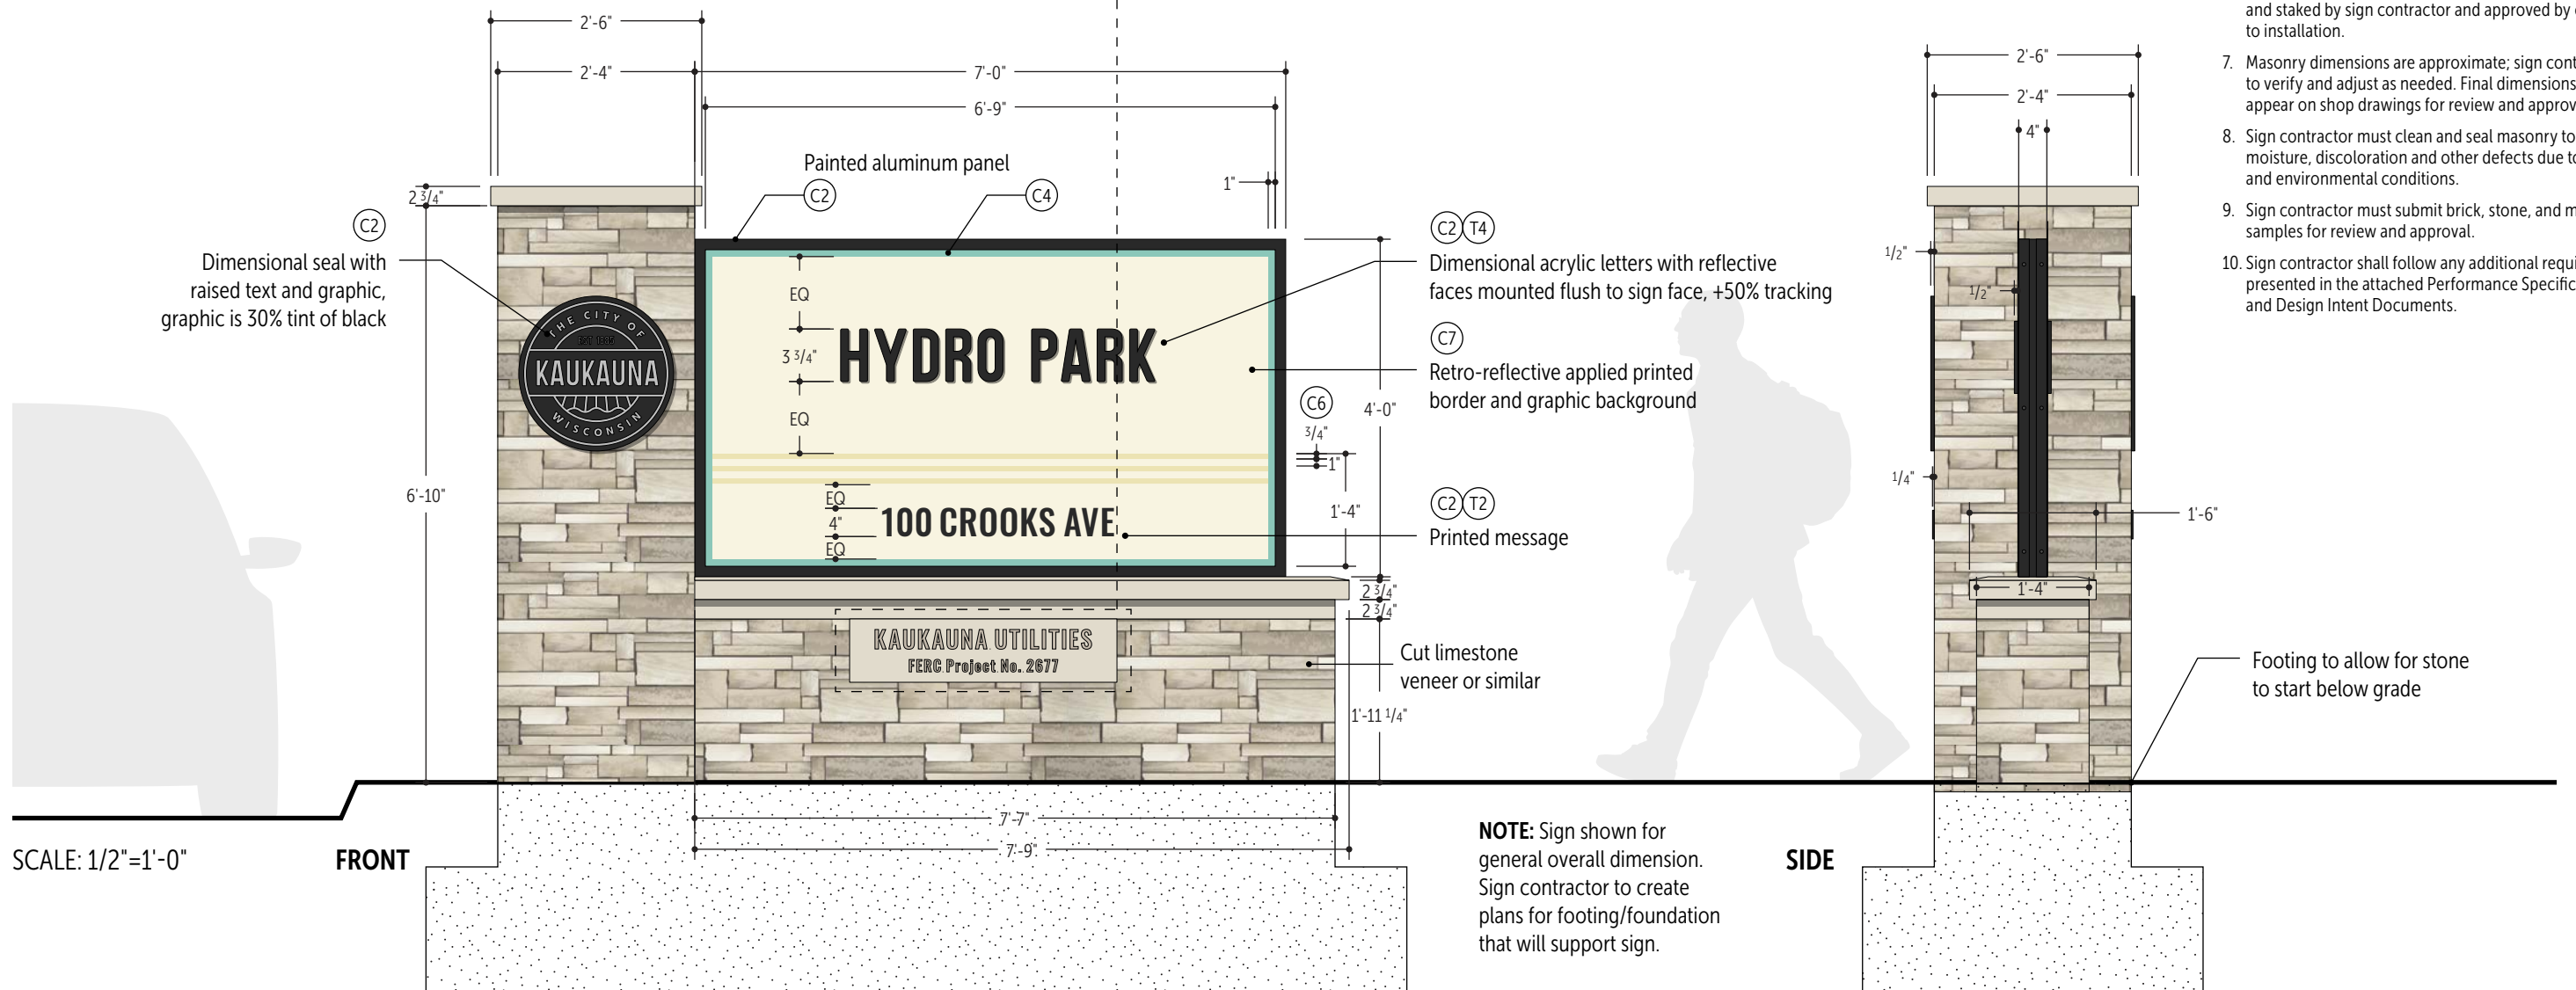 2'-6"
2'-4"
7'-0"
6'-9"
1"
Painted aluminum panel
C2
C4
2 3/4"
6'-10"
C2
Dimensional seal with
raised text and graphic,
graphic is 30% tint of black
THE CITY OF
EST 1885
KAUKAUNA
WISCONSIN
EQ
3 3/4"
EQ
HYDRO PARK
EQ
4"
EQ
100 CROOKS AVE
KAUKAUNA UTILITIES
FERC Project No. 2677
C2 T4
Dimensional acrylic letters with reflective
faces mounted flush to sign face, +50% tracking
C7
Retro-reflective applied printed
border and graphic background
C6
3/4"
1"
4'-0"
1'-4"
C2 T2
Printed message
2 3/4"
2 3/4"
Cut limestone
veneer or similar
1'-11 1/4"
7'-7"
7'-9"
SCALE: 1/2"=1'-0"
FRONT
NOTE: Sign shown for
general overall dimension.
Sign contractor to create
plans for footing/foundation
that will support sign.
SIDE
2'-6"
2'-4"
4"
1/2"
1/2"
1/4"
1'-6"
1'-4"
Footing to allow for stone
to start below grade
and staked by sign contractor and approved by
to installation.
7. Masonry dimensions are approximate; sign
to verify and adjust as needed. Final dimensions
appear on shop drawings for review and
8. Sign contractor must clean and seal masonry to
moisture, discoloration and other defects due
and environmental conditions.
9. Sign contractor must submit brick, stone, and
samples for review and approval.
10. Sign contractor shall follow any additional
presented in the attached Performance
and Design Intent Documents.